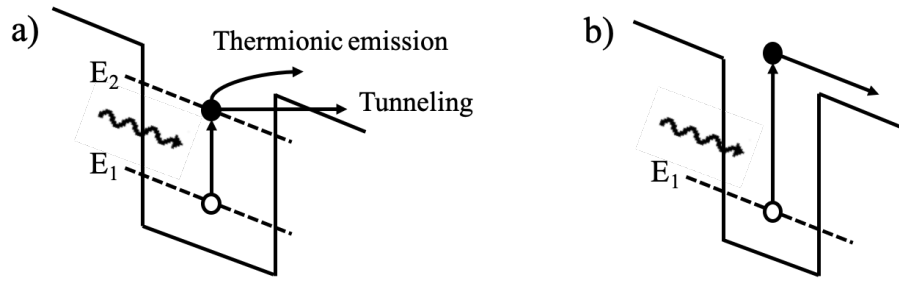 a)
Thermionic emission
E₂
Tunneling
E₁
b)
E₁